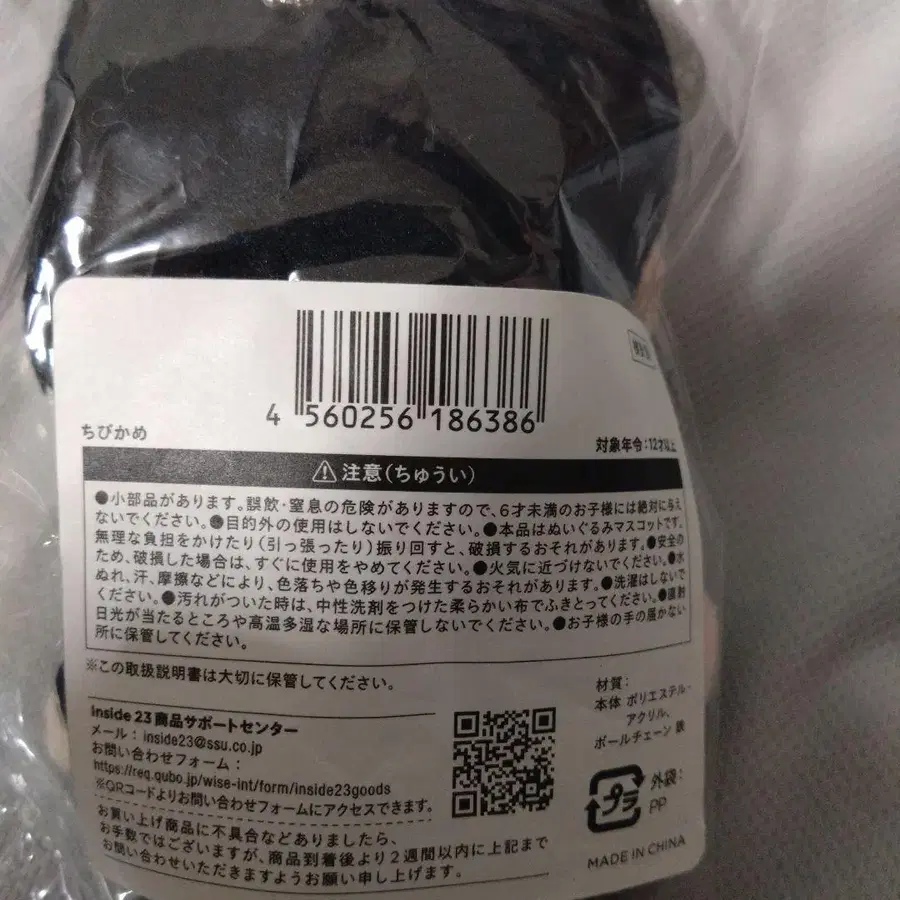 4 560256 186386
ちびかめ
対象年令：12才以上
注意（ちゅうい）
●小部品があります。誤飲・窒息の危険がありますので、6才未満のお子様には絶対に与え
ないでください。●目的外の使用はしないでください。●本品はぬいぐるみマスコットです。
無理な負担をかけたり（引っ張ったり）振り回すと、破損するおそれがあります。●安全の
ため、破損した場合は、すぐに使用をやめてください。●火気に近づけないでください。●水
ぬれ、汗、摩擦などにより、色落ちや色移りが発生するおそれがあります。●洗濯はしないで
ください。●汚れがついた時は、中性洗剤をつけた柔らかい布でふきとってください。●直射
日光が当たるところや高温多湿な場所に保管しないでください。●お子様の手の届かない
所に保管してください。
※この取扱説明書は大切に保管してください。
Inside 23 商品サポートセンター
メール：inside23@ssu.co.jp
お問い合わせフォーム：
https://req.qubo.jp/wise-int/form/inside23goods
※QRコードよりお問い合わせフォームにアクセスできます。
お買い上げ商品に不具合などありましたら、
お手数ではございますが、商品到着後より2週間以内に上記まで
お問い合わせいただきますようお願い申し上げます。
材質：
本体 ポリエステル・
アクリル、
ボールチェーン 鉄
プラ
外袋：
PP
MADE IN CHINA